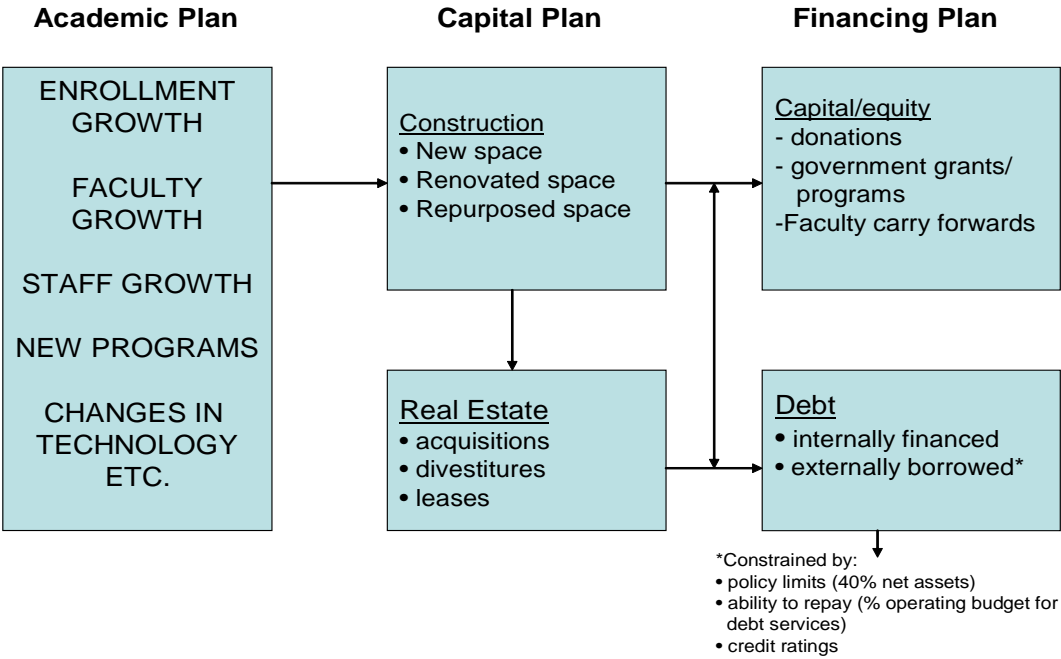 Academic Plan
Capital Plan
Financing Plan
ENROLLMENT
GROWTH
FACULTY
GROWTH
STAFF GROWTH
NEW PROGRAMS
CHANGES IN
TECHNOLOGY
ETC.
Construction
• New space
• Renovated space
• Repurposed space
Real Estate
• acquisitions
• divestitures
• leases
Capital/equity
- donations
- government grants/
programs
-Faculty carry forwards
Debt
• internally financed
• externally borrowed*
*Constrained by:
• policy limits (40% net assets)
• ability to repay (% operating budget for
debt services)
• credit ratings